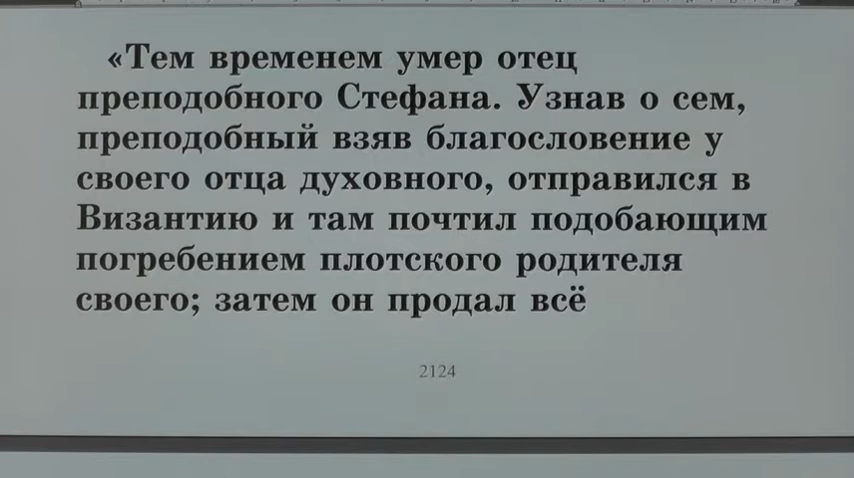 «Тем временем умер отец
преподобного Стефана. Узнав о сем,
преподобный взяв благословение у
своего отца духовного, отправился в
Византию и там почтил подобающим
погребением плотского родителя
своего; затем он продал всё
2124